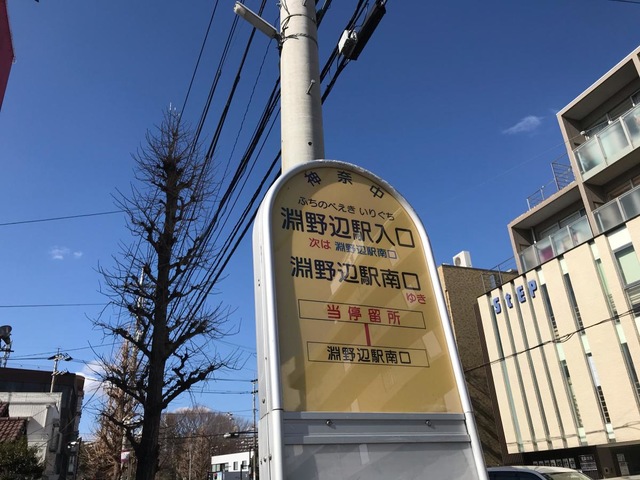 神奈中
ふちのべえき いりぐち
淵野辺駅入口
次は 淵野辺駅南口
淵野辺駅南口
ゆき
当停留所
淵野辺駅南口
STEP